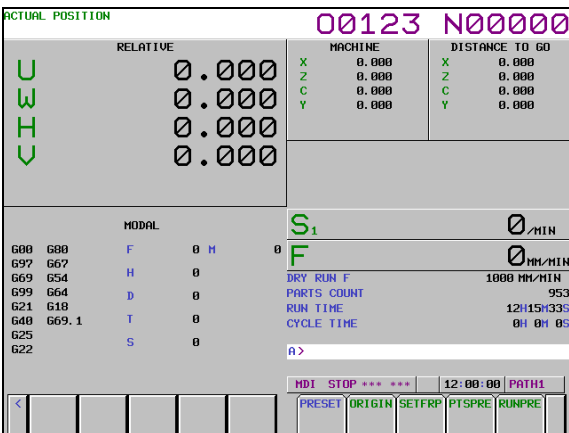 ACTUAL POSITION
O0123 N00000
RELATIVE
U 0.000
W 0.000
H 0.000
V 0.000
MACHINE
X 0.000
Z 0.000
C 0.000
Y 0.000
DISTANCE TO GO
X 0.000
Z 0.000
C 0.000
Y 0.000
MODAL
G00 G80 F 0 M 0
G97 G67
G69 G54 H 0
G99 G64 D 0
G21 G18
G40 G69.1 T 0
G25
G22 S 0
S1 0/MIN
F 0MM/MIN
DRY RUN F 1000 MM/MIN
PARTS COUNT 953
RUN TIME 12H15M33S
CYCLE TIME 0H 0M 0S
A>
MDI STOP *** *** 12:00:00 PATH1
< PRESET ORIGIN SETFRP PTSPRE RUNPRE